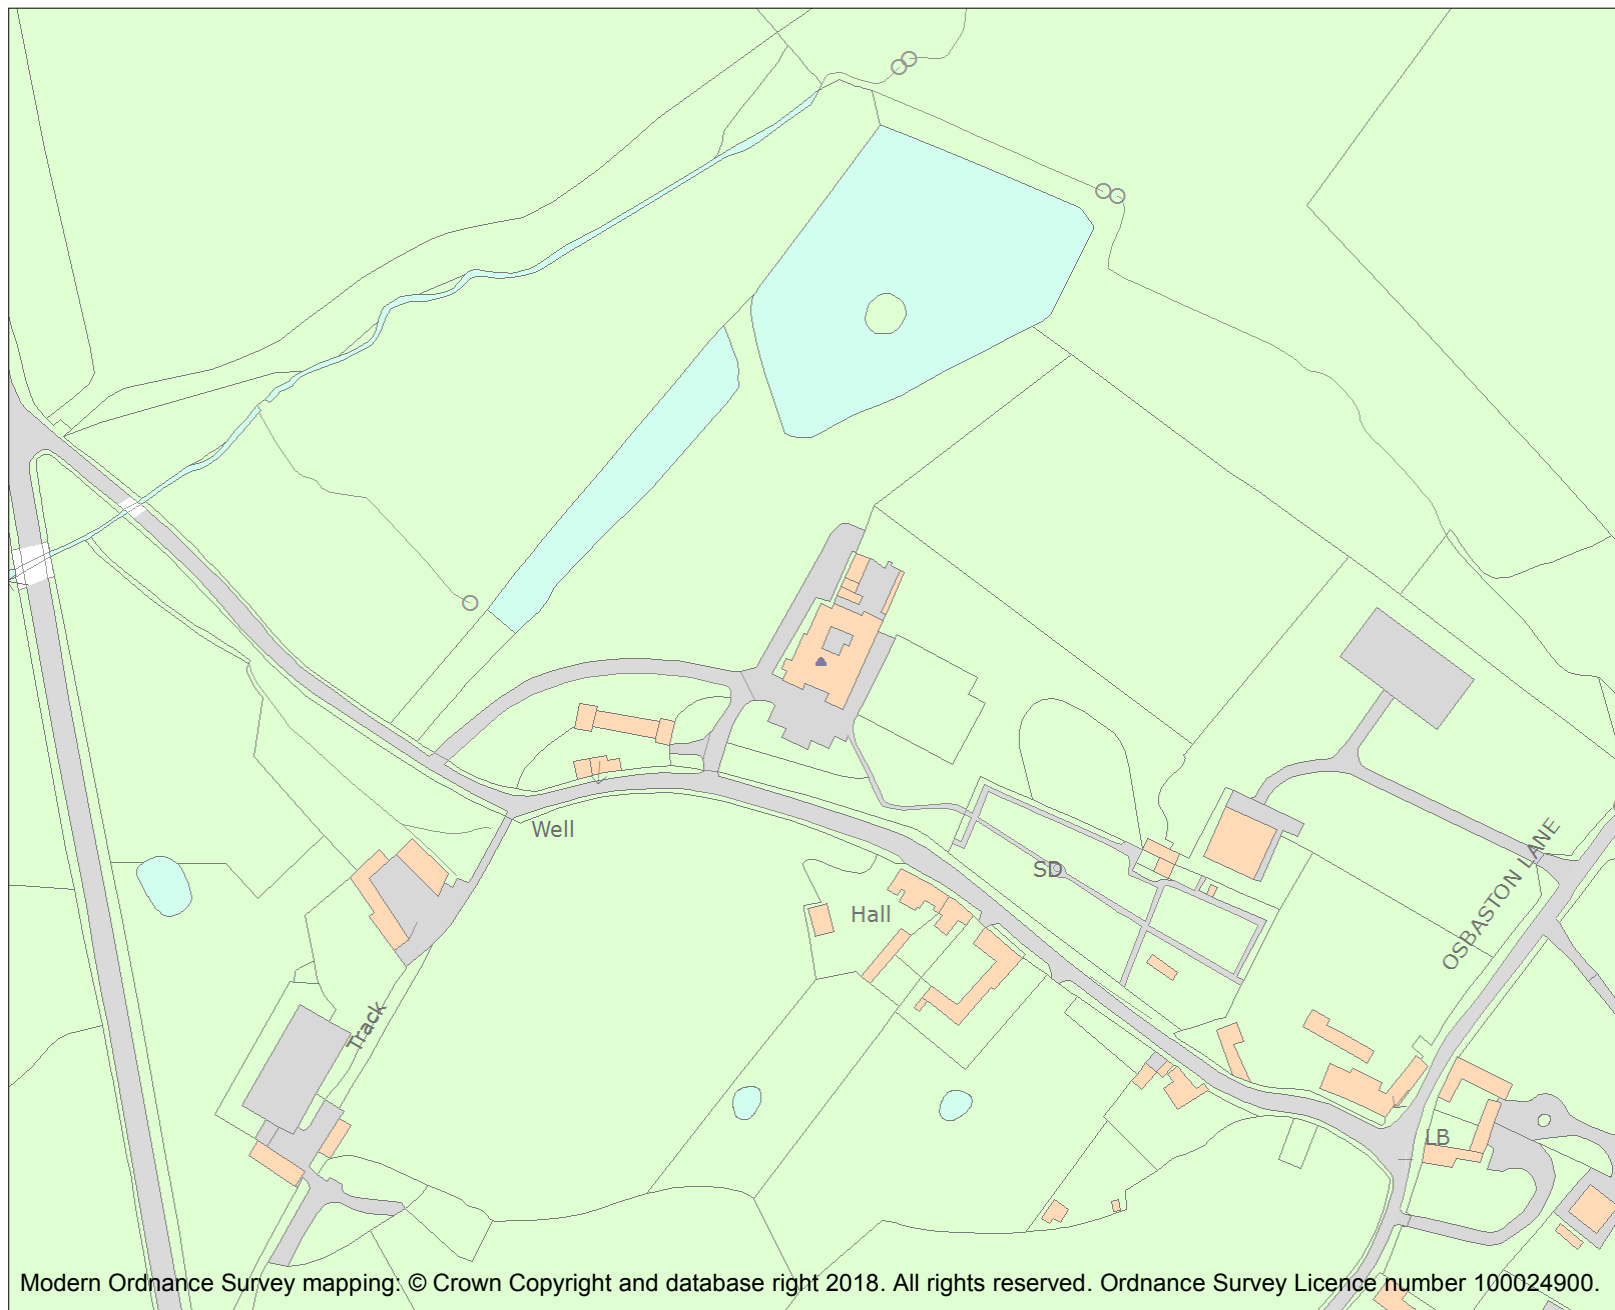 Well
SD
Hall
OSBASTON LANE
Track
LB
Modern Ordnance Survey mapping: © Crown Copyright and database right 2018. All rights reserved. Ordnance Survey Licence number 100024900.